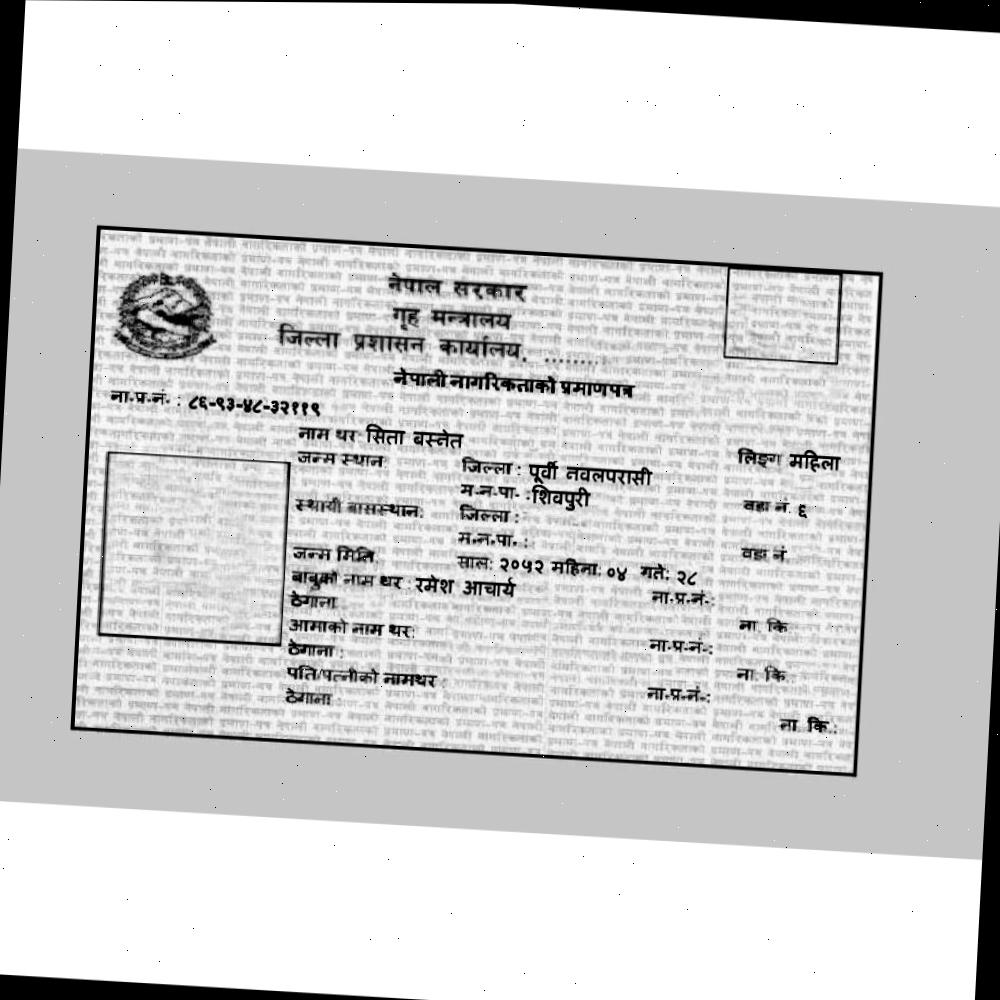 नेपाल सरकार
गृह मन्त्रालय
जिल्ला प्रशासन कार्यालय, .........
नेपाली नागरिकताको प्रमाणपत्र
ना.प्र.नं. : ८६-९३-४८-३२११९
नाम थर सिता बस्नेत लिङ्ग महिला
जन्म स्थान: जिल्ला : पूर्वी नवलपरासी
म.न.पा. :शिवपुरी वडा नं. ६
स्थायी बासस्थान: जिल्ला :
म.न.पा. : वडा नं.
जन्म मिति: साल: २०५२ महिना: ०४ गते: २८
बाबुको नाम थर : रमेश आचार्य ना.प्र.नं.:
ठेगाना ना. कि
आमाको नाम थर: ना.प्र.नं.:
ठेगाना : ना. कि.
पति/पत्नीको नामथर : ना.प्र.नं.:
ठेगाना : ना. कि.: